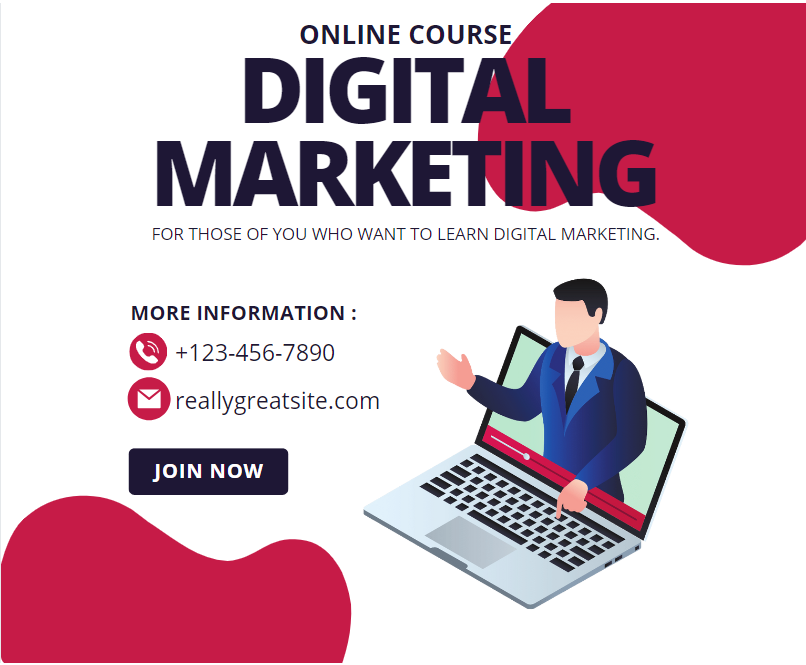 ONLINE COURSE
DIGITAL
MARKETING
FOR THOSE OF YOU WHO WANT TO LEARN DIGITAL MARKETING.
MORE INFORMATION :
+123-456-7890
reallygreatsite.com
JOIN NOW